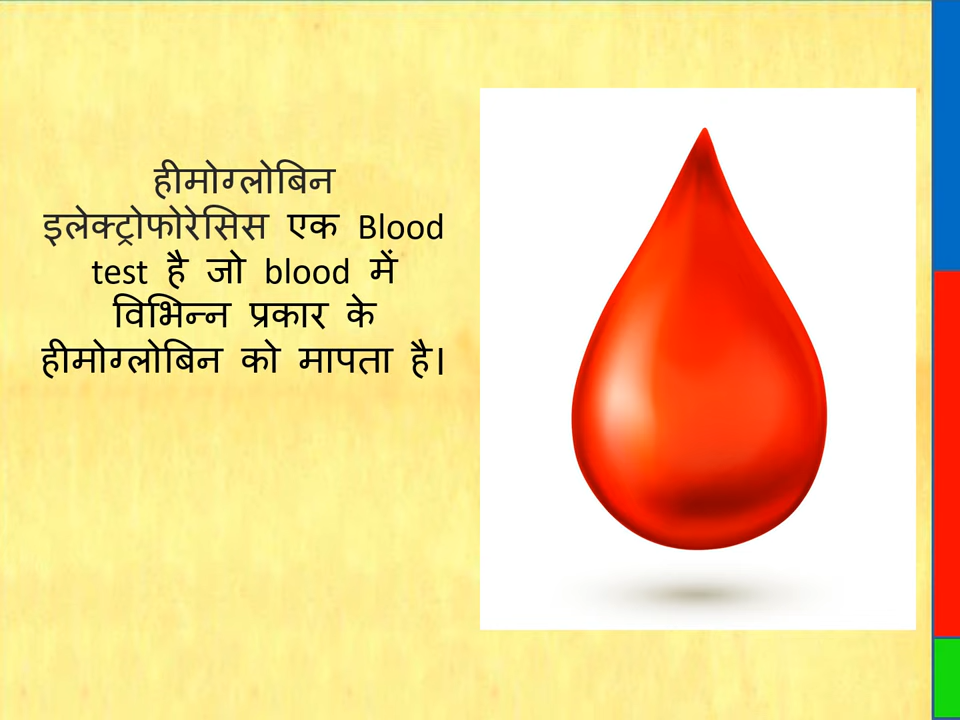 हीमोग्लोबिन
इलेक्ट्रोफोरेसिस एक Blood
test है जो blood में
विभिन्न प्रकार के
हीमोग्लोबिन को मापता है।